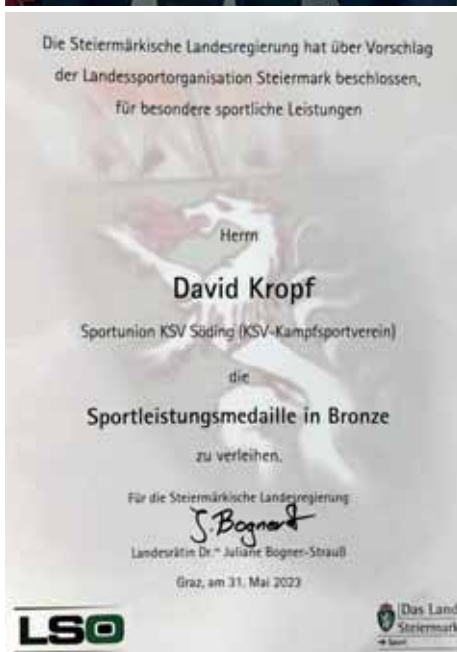 Die Steiermärkische Landesregierung hat über Vorschlag
der Landessportorganisation Steiermark beschlossen,
für besondere sportliche Leistungen
Herrn
David Kropf
Sportunion KSV Söding (KSV-Kampfsportverein)
die
Sportleistungsmedaille in Bronze
zu verleihen.
Für die Steiermärkische Landesregierung
J. Bogner
Landesrätin Dr.ⁱⁿ Juliane Bogner-Strauß
Graz, am 31. Mai 2023
LSO
Das Land
Steiermark
→ Sport